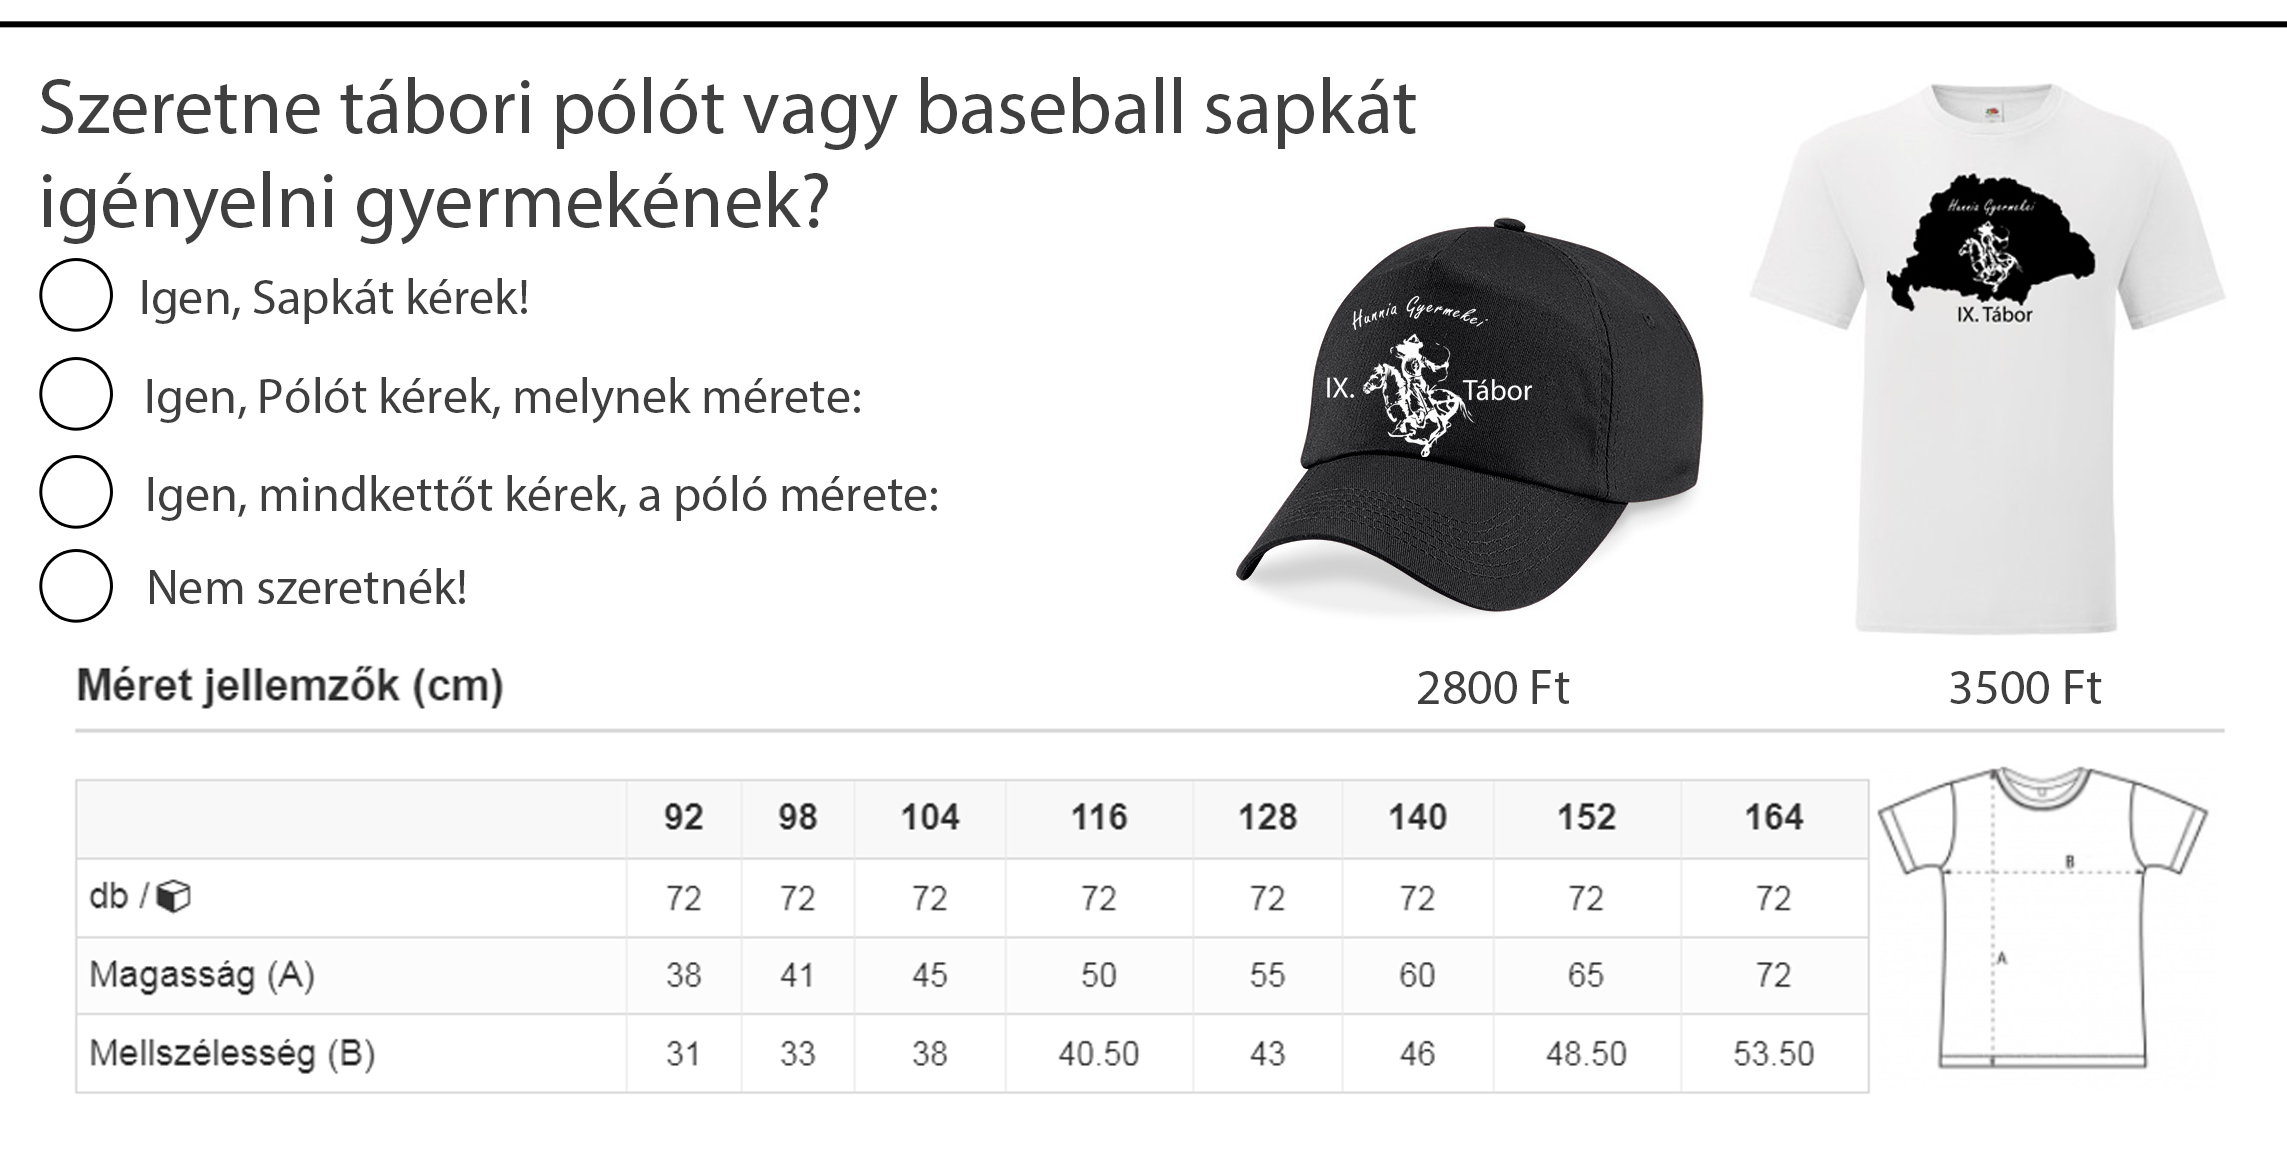 Szeretne tábori pólót vagy baseball sapkát
igényelni gyermekének?
Igen, Sapkát kérek!
Igen, Pólót kérek, melynek mérete:
Igen, mindkettőt kérek, a póló mérete:
Nem szeretnék!
Hunnia Gyermekei
IX. Tábor
Hunnia Gyermekei
IX. Tábor
2800 Ft
3500 Ft
Méret jellemzők (cm)
92 98 104 116 128 140 152 164
db / 72 72 72 72 72 72 72 72
Magasság (A) 38 41 45 50 55 60 65 72
Mellszélesség (B) 31 33 38 40.50 43 46 48.50 53.50
B
A